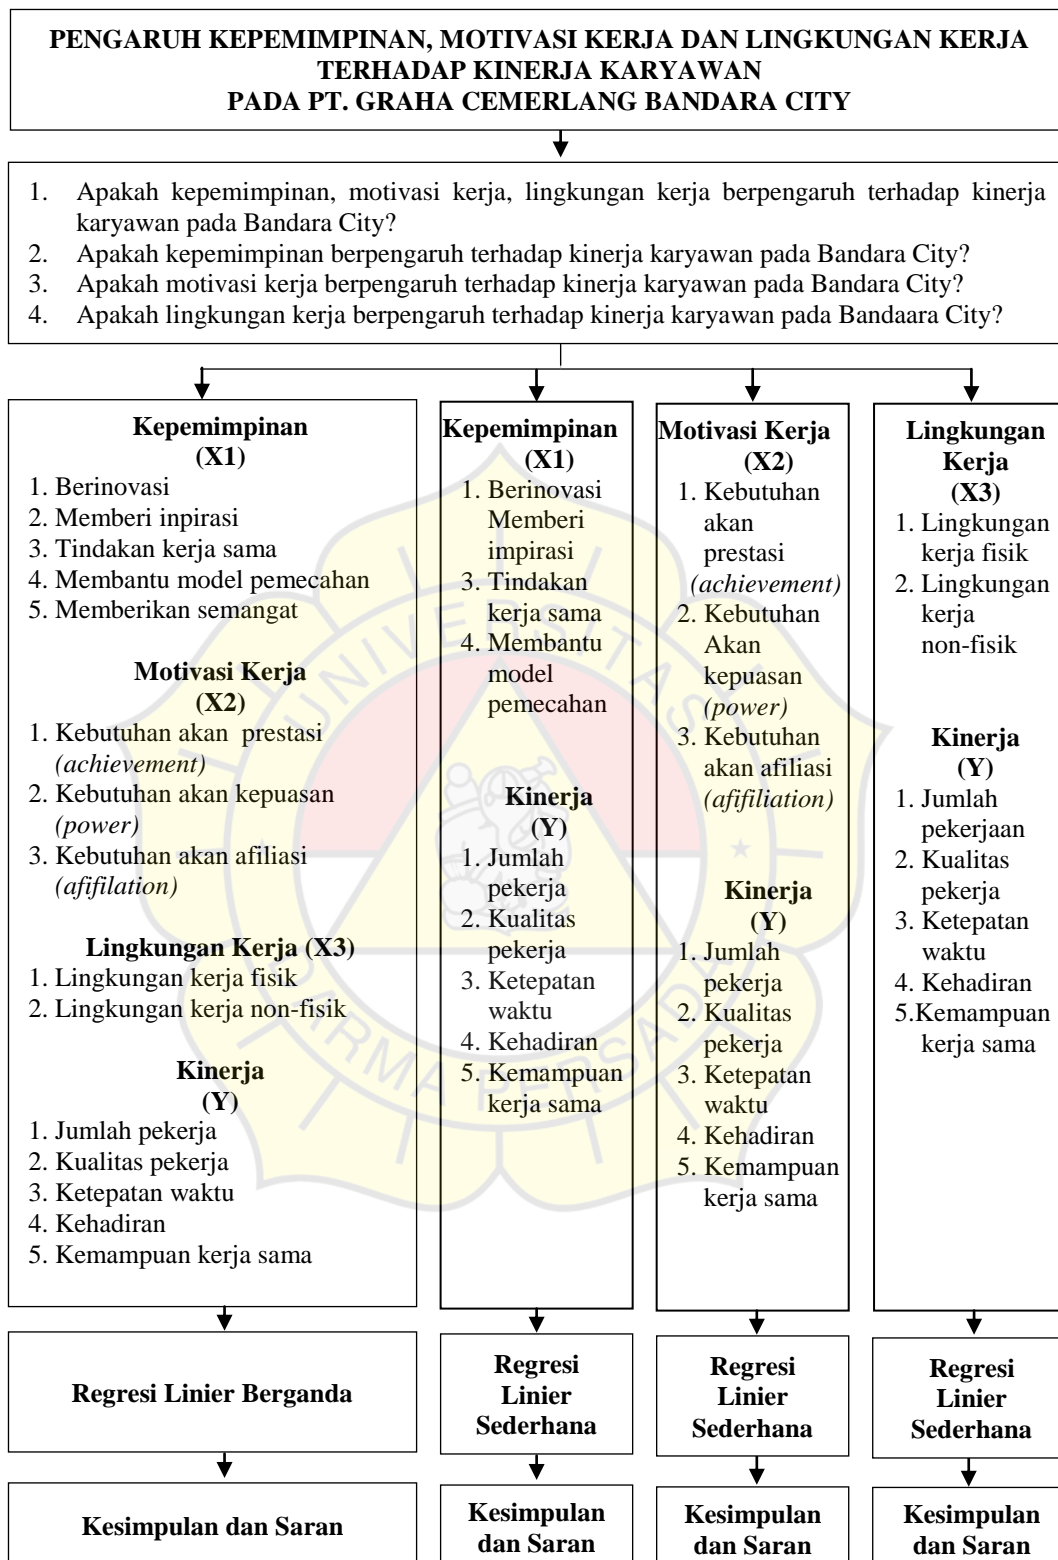 PENGARUH KEPEMIMPINAN, MOTIVASI KERJA DAN LINGKUNGAN KERJA
TERHADAP KINERJA KARYAWAN
PADA PT. GRAHA CEMERLANG BANDARA CITY
1. Apakah kepemimpinan, motivasi kerja, lingkungan kerja berpengaruh terhadap kinerja
karyawan pada Bandara City?
2. Apakah kepemimpinan berpengaruh terhadap kinerja karyawan pada Bandara City?
3. Apakah motivasi kerja berpengaruh terhadap kinerja karyawan pada Bandara City?
4. Apakah lingkungan kerja berpengaruh terhadap kinerja karyawan pada Bandaara City?
Kepemimpinan
(X1)
1. Berinovasi
2. Memberi inpirasi
3. Tindakan kerja sama
4. Membantu model pemecahan
5. Memberikan semangat
Motivasi Kerja
(X2)
1. Kebutuhan akan prestasi
(achievement)
2. Kebutuhan akan kepuasan
(power)
3. Kebutuhan akan afiliasi
(afifilation)
Lingkungan Kerja (X3)
1. Lingkungan kerja fisik
2. Lingkungan kerja non-fisik
Kinerja
(Y)
1. Jumlah pekerja
2. Kualitas pekerja
3. Ketepatan waktu
4. Kehadiran
5. Kemampuan kerja sama
Kepemimpinan
(X1)
1. Berinovasi
Memberi
impirasi
3. Tindakan
kerja sama
4. Membantu
model
pemecahan
Kinerja
(Y)
1. Jumlah
pekerja
2. Kualitas
pekerja
3. Ketepatan
waktu
4. Kehadiran
5. Kemampuan
kerja sama
Motivasi Kerja
(X2)
1. Kebutuhan
akan
prestasi
(achievement)
2. Kebutuhan
Akan
kepuasan
(power)
3. Kebutuhan
akan afiliasi
(afifiliation)
Kinerja
(Y)
1. Jumlah
pekerja
2. Kualitas
pekerja
3. Ketepatan
waktu
4. Kehadiran
5. Kemampuan
kerja sama
Lingkungan
Kerja
(X3)
1. Lingkungan
kerja fisik
2. Lingkungan
kerja
non-fisik
Kinerja
(Y)
1. Jumlah
pekerjaan
2. Kualitas
pekerja
3. Ketepatan
waktu
4. Kehadiran
5.Kemampuan
kerja sama
UNIVERSITAS
DARMA PERSADA
Regresi Linier Berganda
Regresi
Linier
Sederhana
Regresi
Linier
Sederhana
Regresi
Linier
Sederhana
Kesimpulan dan Saran
Kesimpulan
dan Saran
Kesimpulan
dan Saran
Kesimpulan
dan Saran